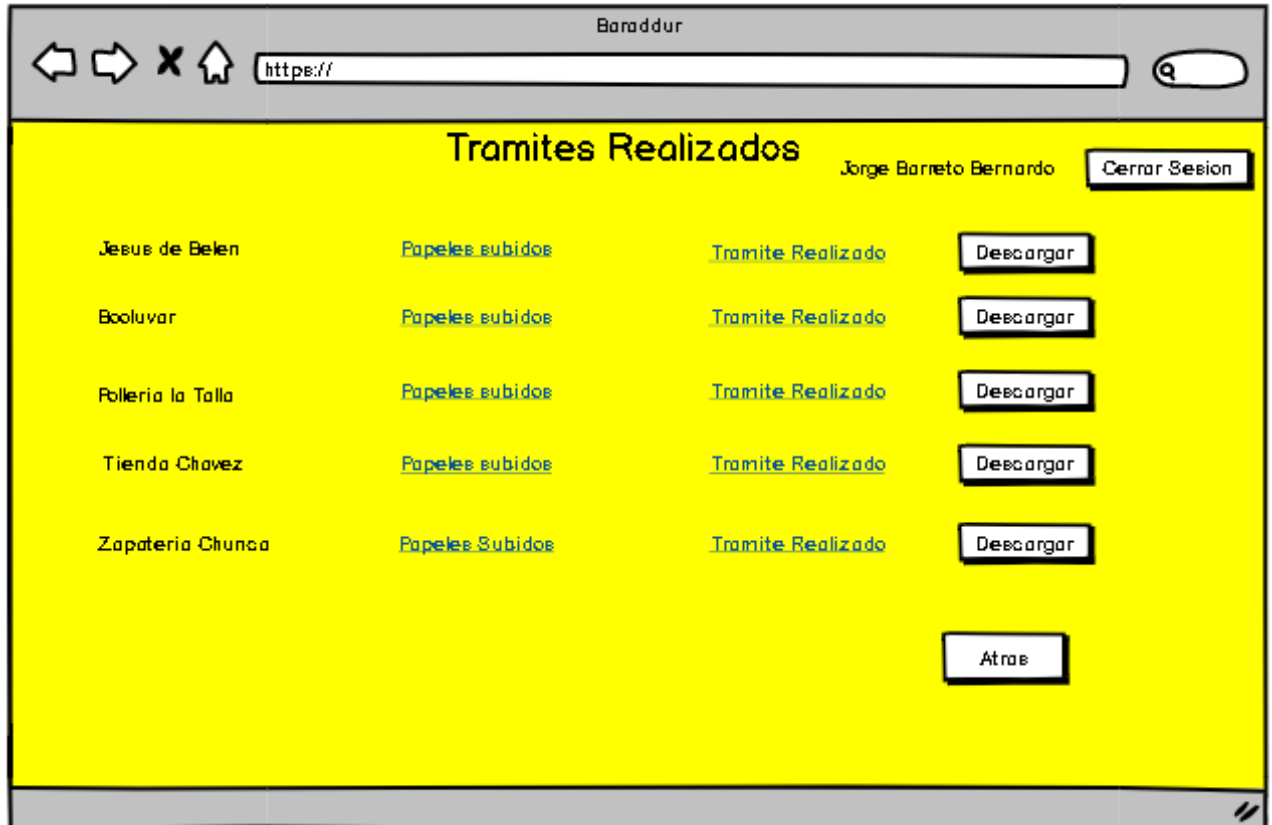 Baraddur
https://
Tramites Realizados
Jorge Barreto Bernardo
Cerrar Sesion
Jesus de Belen Papeles subidos Tramite Realizado Descargar
Booluvar Papeles subidos Tramite Realizado Descargar
Polleria la Talla Papeles subidos Tramite Realizado Descargar
Tienda Chavez Papeles subidos Tramite Realizado Descargar
Zapateria Chunca Papeles Subidos Tramite Realizado Descargar
Atras